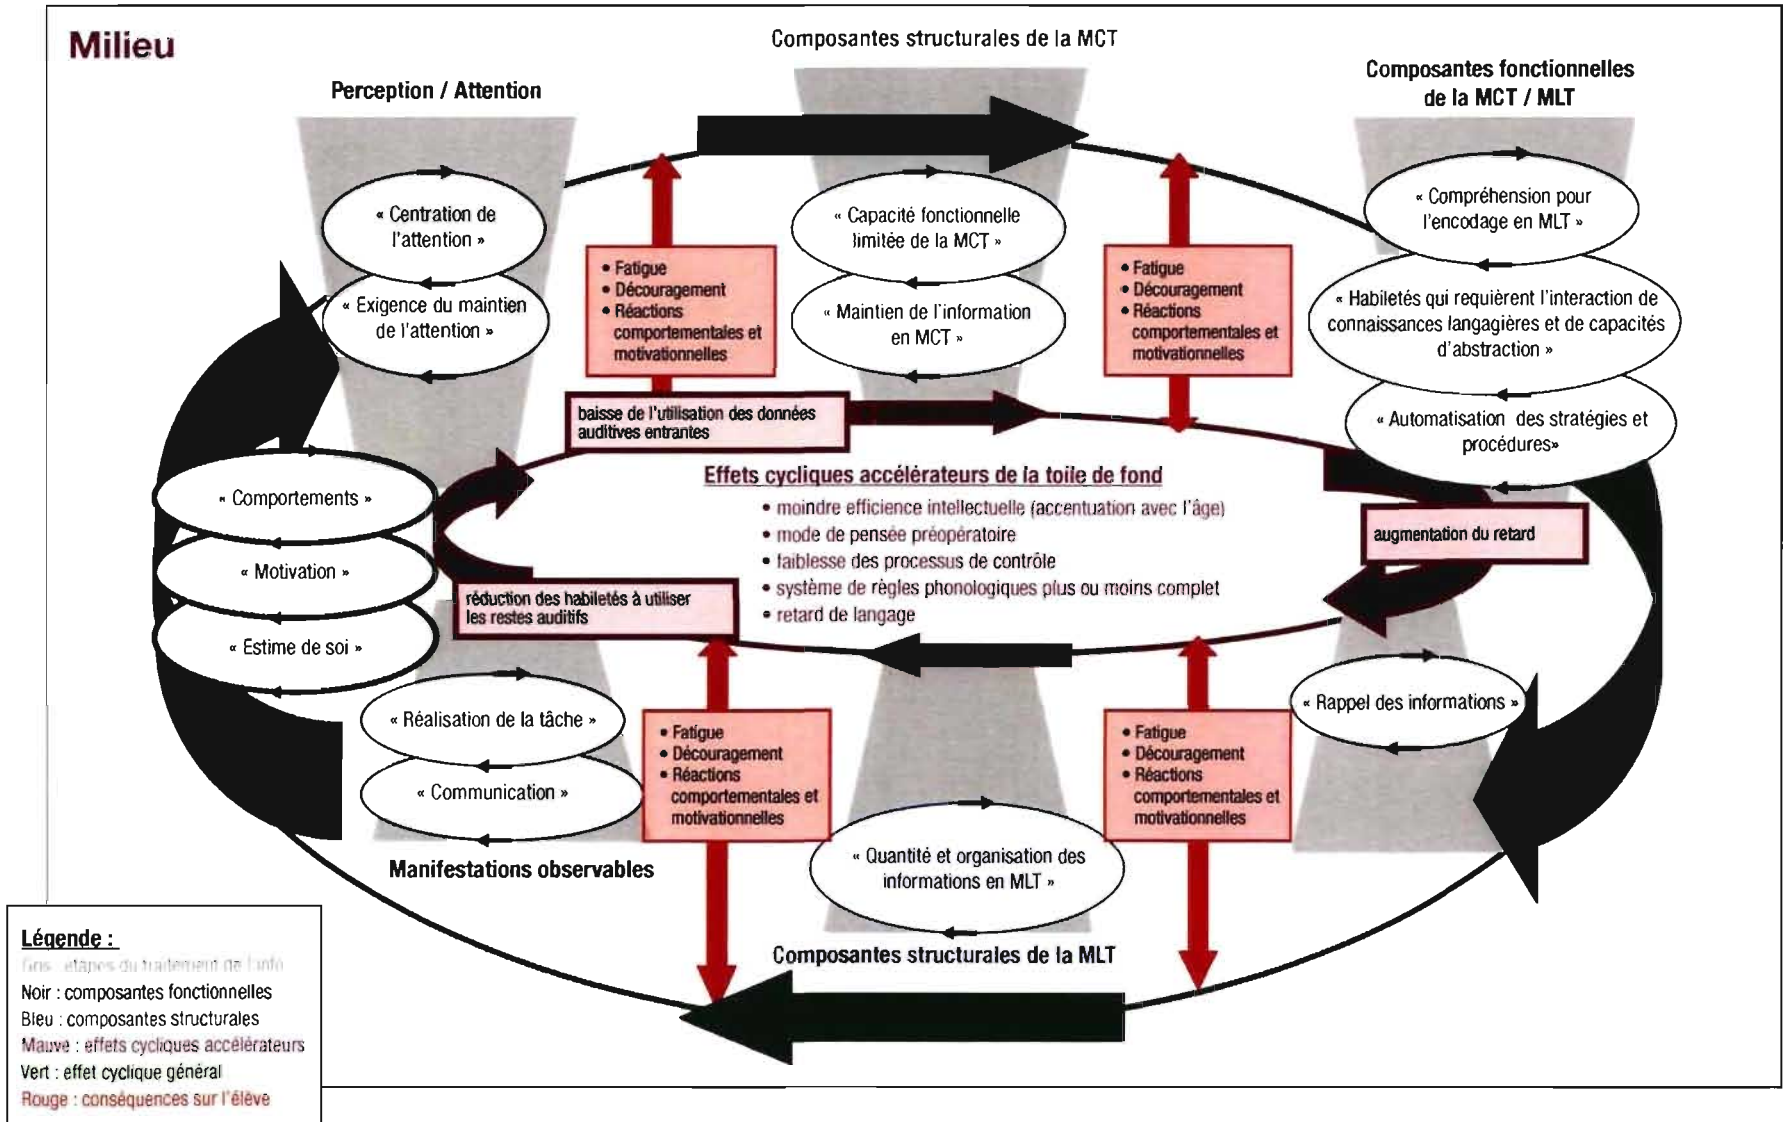 Milieu
Composantes structurales de la MCT
Perception / Attention
Composantes fonctionnelles
de la MCT / MLT
« Centration de
l'attention »
« Exigence du maintien
de l'attention »
• Fatigue
• Découragement
• Réactions
comportementales et
motivationnelles
« Capacité fonctionnelle
limitée de la MCT »
« Maintien de l'information
en MCT »
• Fatigue
• Découragement
• Réactions
comportementales et
motivationnelles
« Compréhension pour
l'encodage en MLT »
« Habiletés qui requièrent l'interaction de
connaissances langagières et de capacités
d'abstraction »
« Automatisation des stratégies et
procédures»
baisse de l'utilisation des données
auditives entrantes
Effets cycliques accélérateurs de la toile de fond
• moindre efficience intellectuelle (accentuation avec l'âge)
• mode de pensée préopératoire
• faiblesse des processus de contrôle
• système de règles phonologiques plus ou moins complet
• retard de langage
augmentation du retard
« Comportements »
« Motivation »
« Estime de soi »
réduction des habiletés à utiliser
les restes auditifs
« Réalisation de la tâche »
« Communication »
Manifestations observables
• Fatigue
• Découragement
• Réactions
comportementales et
motivationnelles
« Quantité et organisation des
informations en MLT »
Composantes structurales de la MLT
• Fatigue
• Découragement
• Réactions
comportementales et
motivationnelles
« Rappel des informations »
Légende :
Gris : étapes du traitement de l'info
Noir : composantes fonctionnelles
Bleu : composantes structurales
Mauve : effets cycliques accélérateurs
Vert : effet cyclique général
Rouge : conséquences sur l'élève